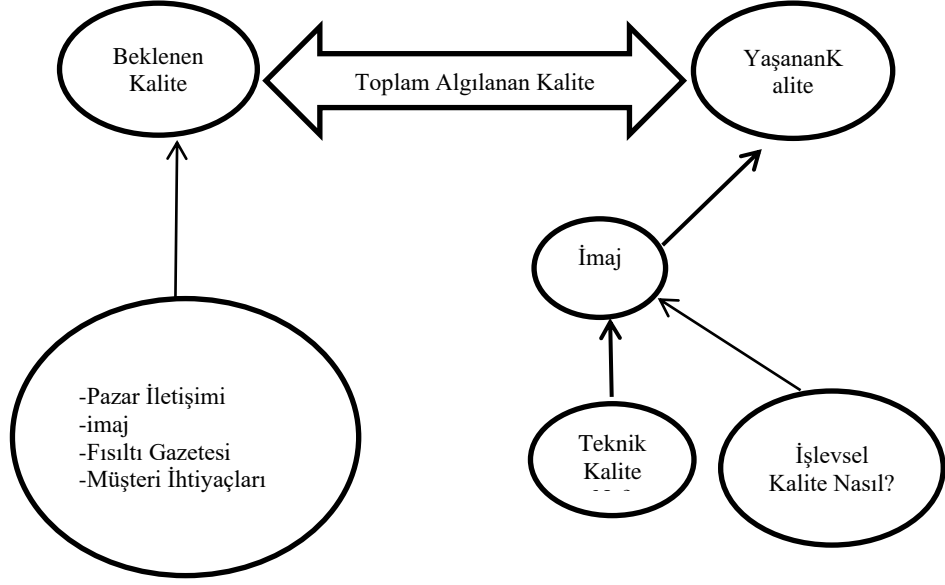 Beklenen
Kalite
Toplam Algılanan Kalite
YaşananK
alite
İmaj
-Pazar İletişimi
-imaj
-Fısıltı Gazetesi
-Müşteri İhtiyaçları
Teknik
Kalite
İşlevsel
Kalite Nasıl?